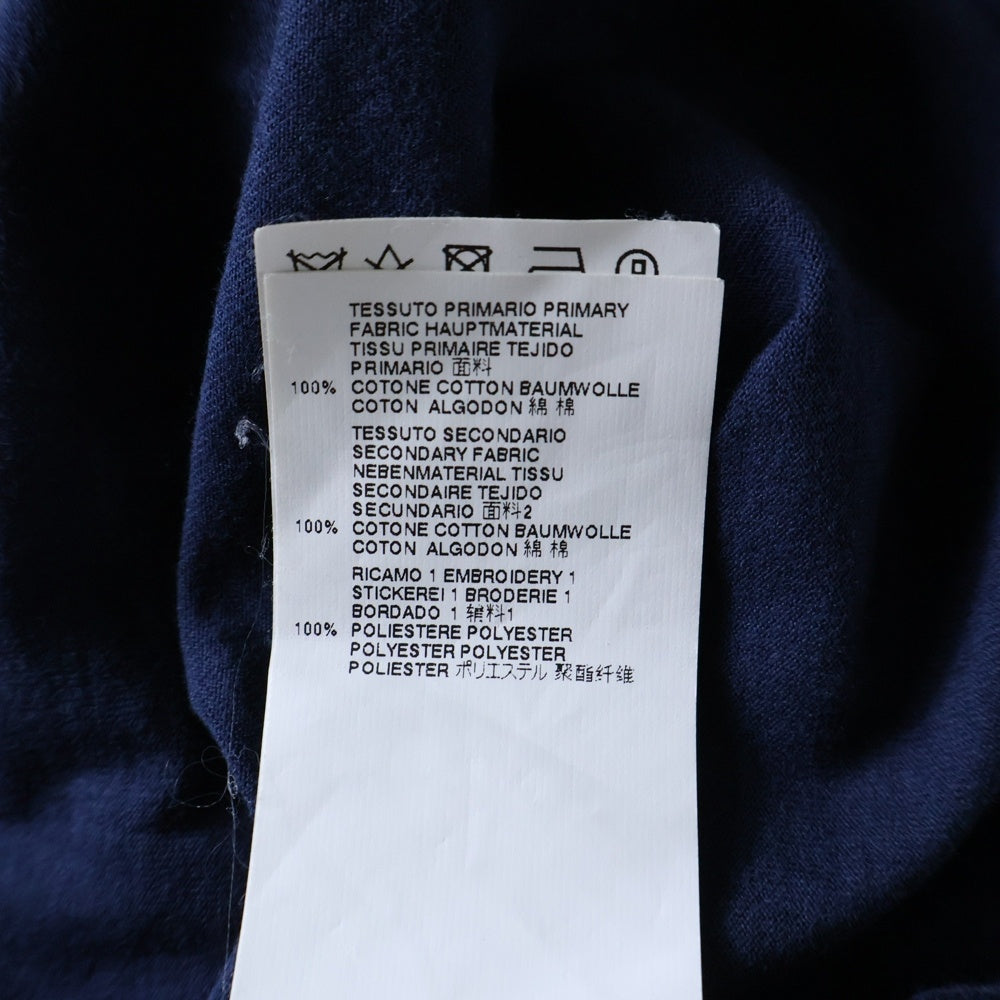 TESSUTO PRIMARIO PRIMARY
FABRIC HAUPTMATERIAL
TISSU PRIMAIRE TEJIDO
PRIMARIO 面料
100% COTONE COTTON BAUMWOLLE
COTON ALGODON 綿 棉
TESSUTO SECONDARIO
SECONDARY FABRIC
NEBENMATERIAL TISSU
SECONDAIRE TEJIDO
SECUNDARIO 面料2
100% COTONE COTTON BAUMWOLLE
COTON ALGODON 綿 棉
RICAMO 1 EMBROIDERY 1
STICKEREI 1 BRODERIE 1
BORDADO 1 辅料1
100% POLIESTERE POLYESTER
POLYESTER POLYESTER
POLIESTER ポリエステル 聚酯纤维